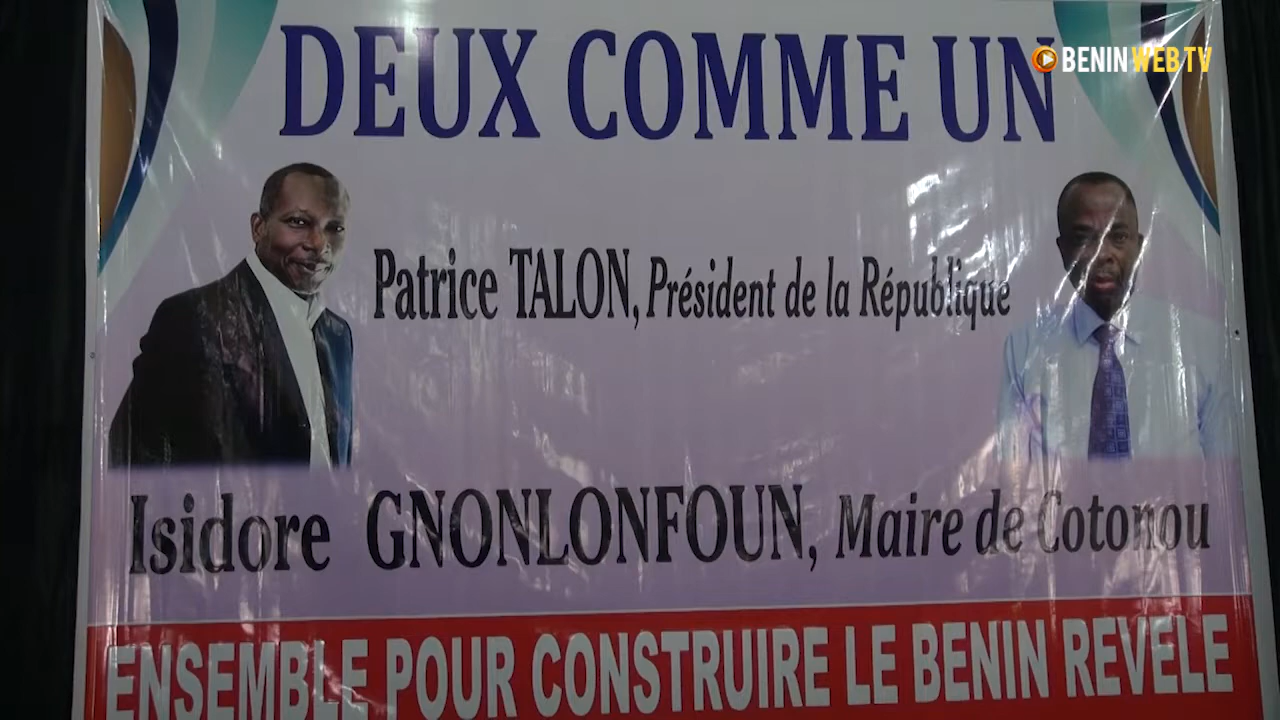 DEUX COMME UN
BENIN WEB TV
Patrice TALON, Président de la République
Isidore GNONLONFOUN, Maire de Cotonou
ENSEMBLE POUR CONSTRUIRE LE BENIN REVELE